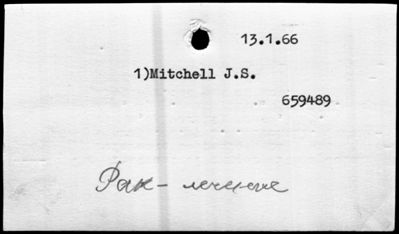 13.1.66
1)Mitchell J.S.
659489
Рак - лечение